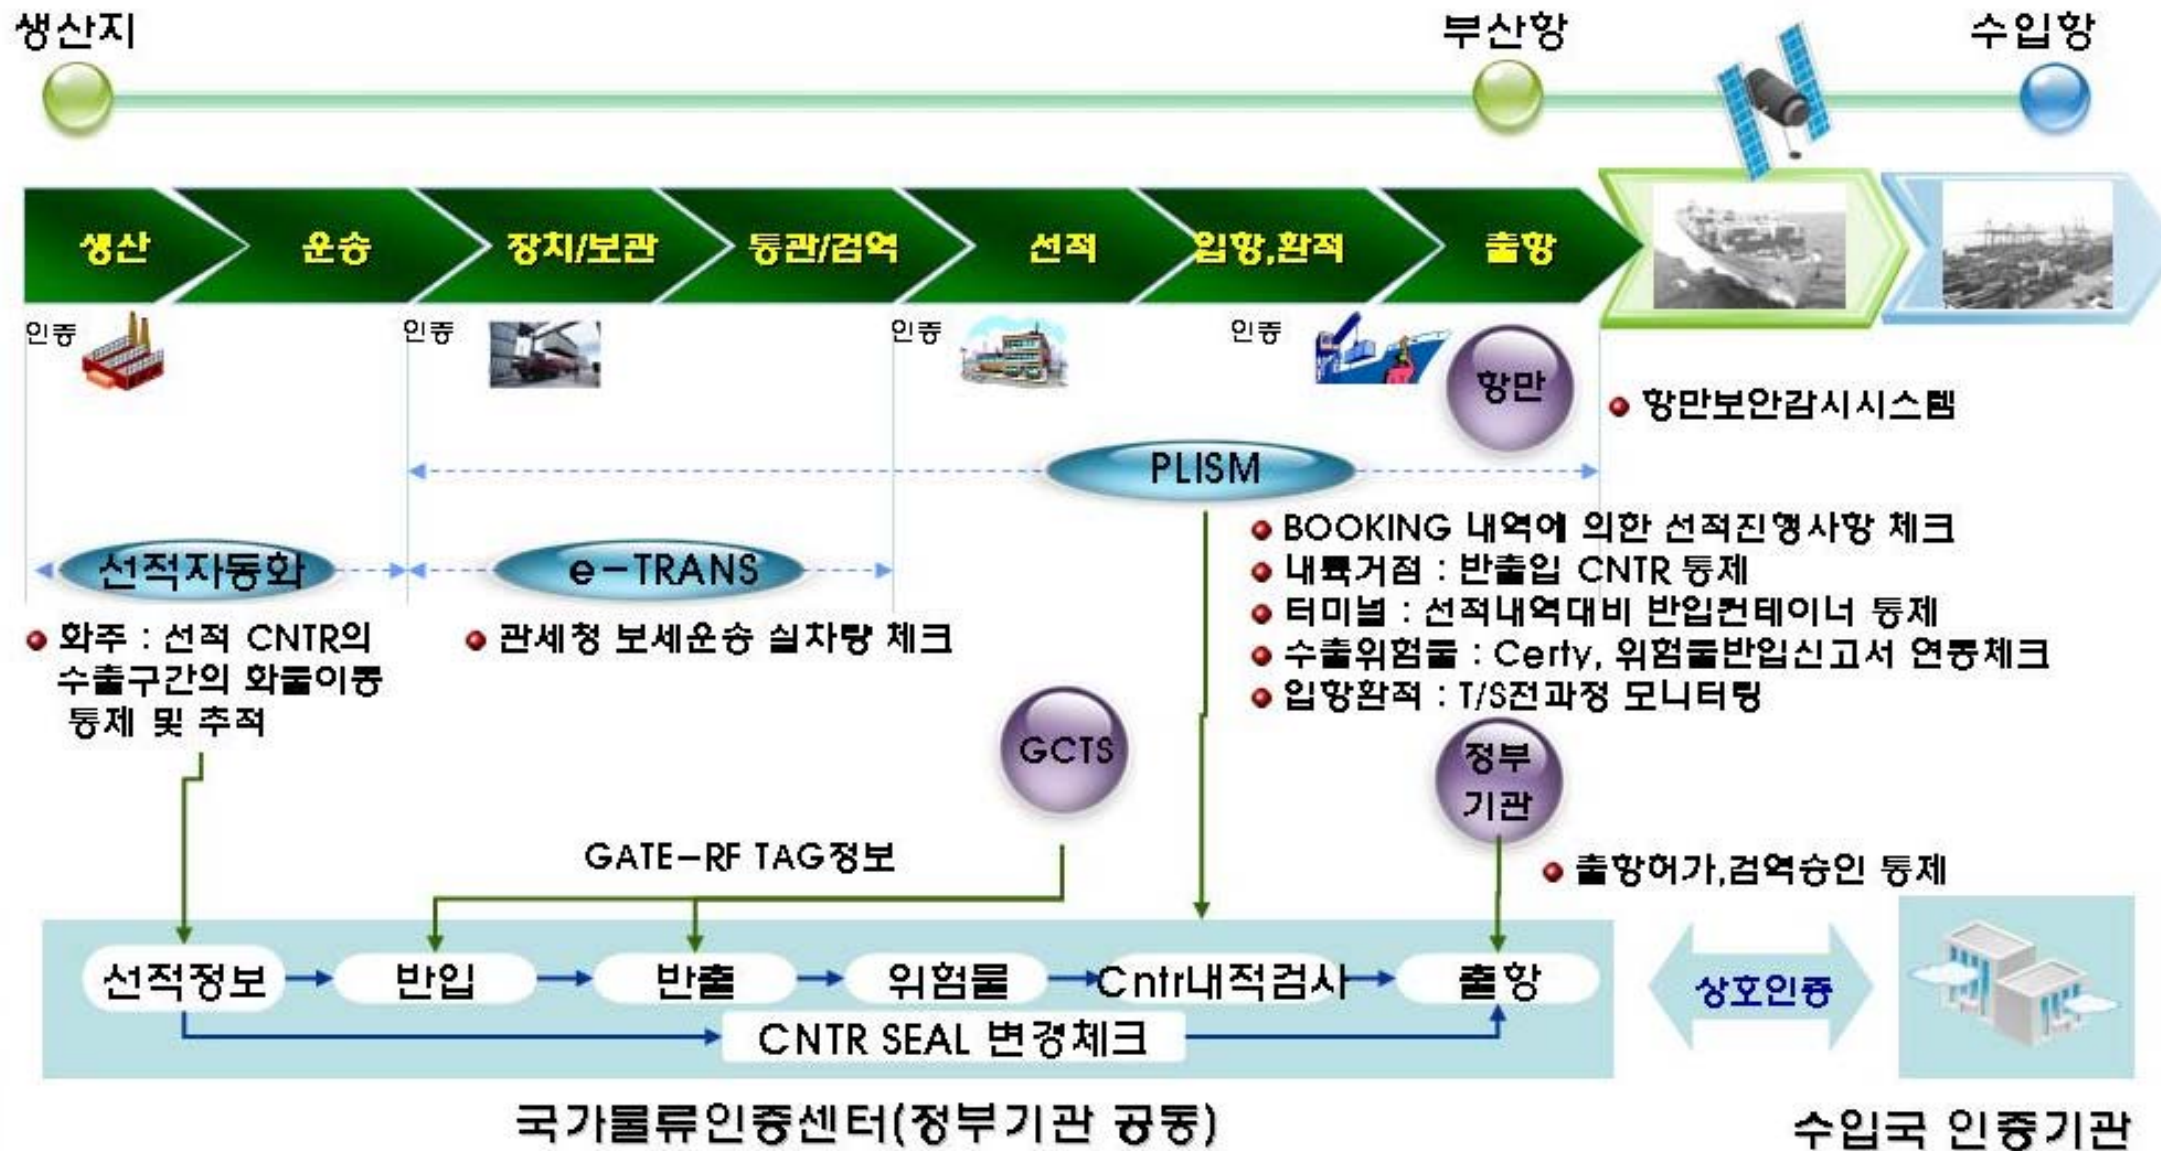 생산지
부산항
수입항
생산
운송
장치/보관
통관/검역
선적
입항,환적
출항
인증
인증
인증
인증
항만
항만보안감시시스템
PLISM
선적자동화
e-TRANS
BOOKING 내역에 의한 선적진행사항 체크
내륙거점 : 반출입 CNTR 통제
터미널 : 선적내역대비 반입컨테이너 통제
수출위험물 : Certy, 위험물반입신고서 연동체크
입항환적 : T/S전과정 모니터링
화주 : 선적 CNTR의
수출구간의 화물이동
통제 및 추적
관세청 보세운송 실차량 체크
GCTS
정부
기관
GATE-RF TAG정보
출항허가,검역승인 통제
선적정보
반입
반출
위험물
Cntr내적검사
출항
CNTR SEAL 변경체크
상호인증
국가물류인증센터(정부기관 공동)
수입국 인증기관